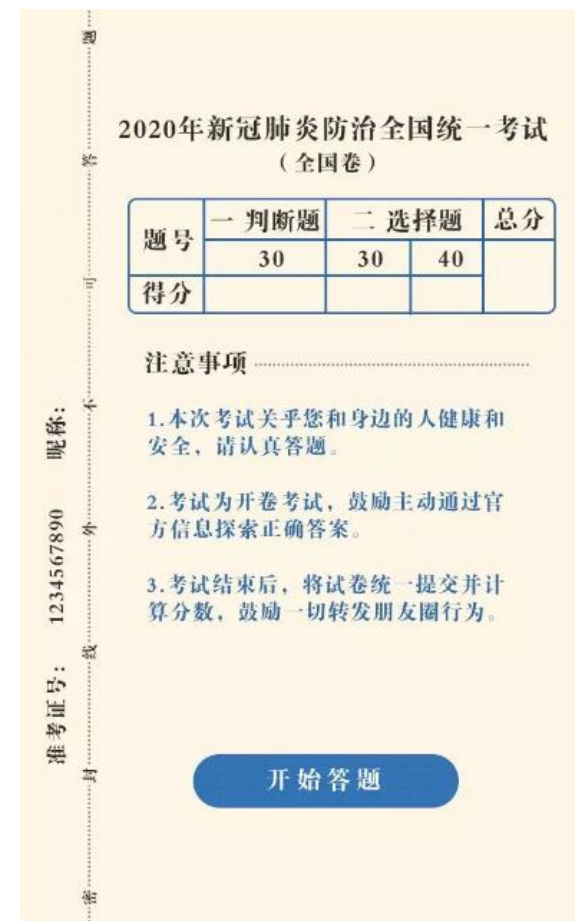 2020年新冠肺炎防治全国统一考试
（全国卷）
题号 一 判断题 二 选择题 总分
30 30 40
得分
注意事项
1.本次考试关乎您和身边的人健康和
安全，请认真答题。
2.考试为开卷考试，鼓励主动通过官
方信息探索正确答案。
3.考试结束后，将试卷统一提交并计
算分数，鼓励一切转发朋友圈行为。
开始答题
准考证号： 1234567890 昵称：
密 封 线 外 不 可 答 题